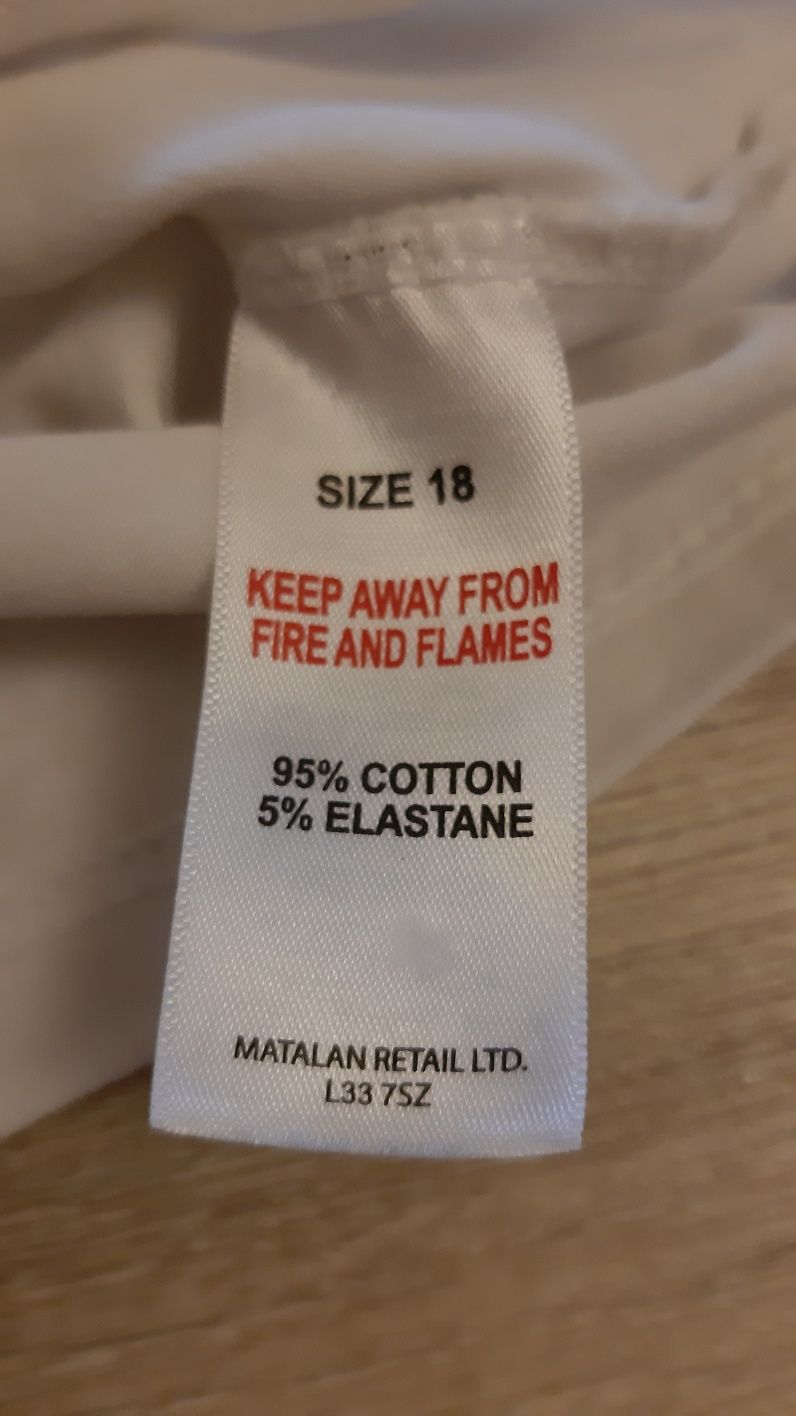 SIZE 18
KEEP AWAY FROM
FIRE AND FLAMES
95% COTTON
5% ELASTANE
MATALAN RETAIL LTD.
L33 7SZ